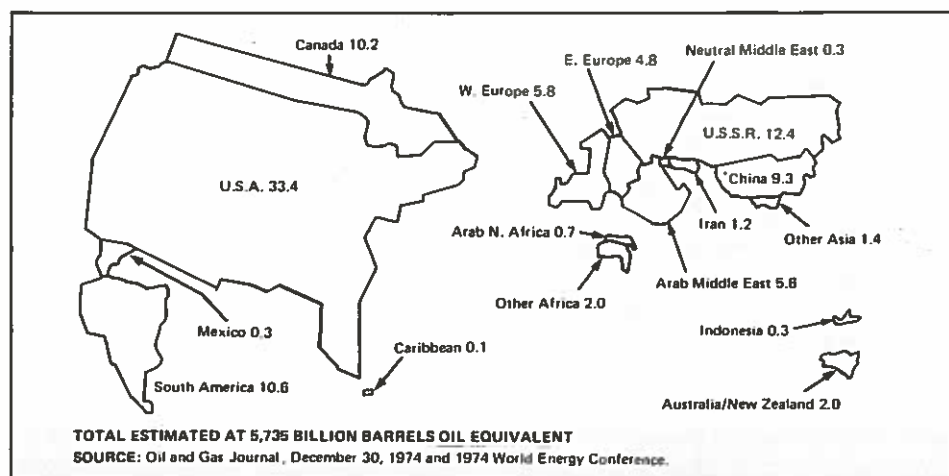 Canada 10.2
Neutral Middle East 0.3
E. Europe 4.8
W. Europe 5.8
U.S.S.R. 12.4
U.S.A. 33.4
China 9.3
Iran 1.2
Arab N. Africa 0.7
Other Asia 1.4
Arab Middle East 5.6
Other Africa 2.0
Mexico 0.3
Indonesia 0.3
Caribbean 0.1
South America 10.6
Australia/New Zealand 2.0
TOTAL ESTIMATED AT 5,735 BILLION BARRELS OIL EQUIVALENT
SOURCE: Oil and Gas Journal, December 30, 1974 and 1974 World Energy Conference.